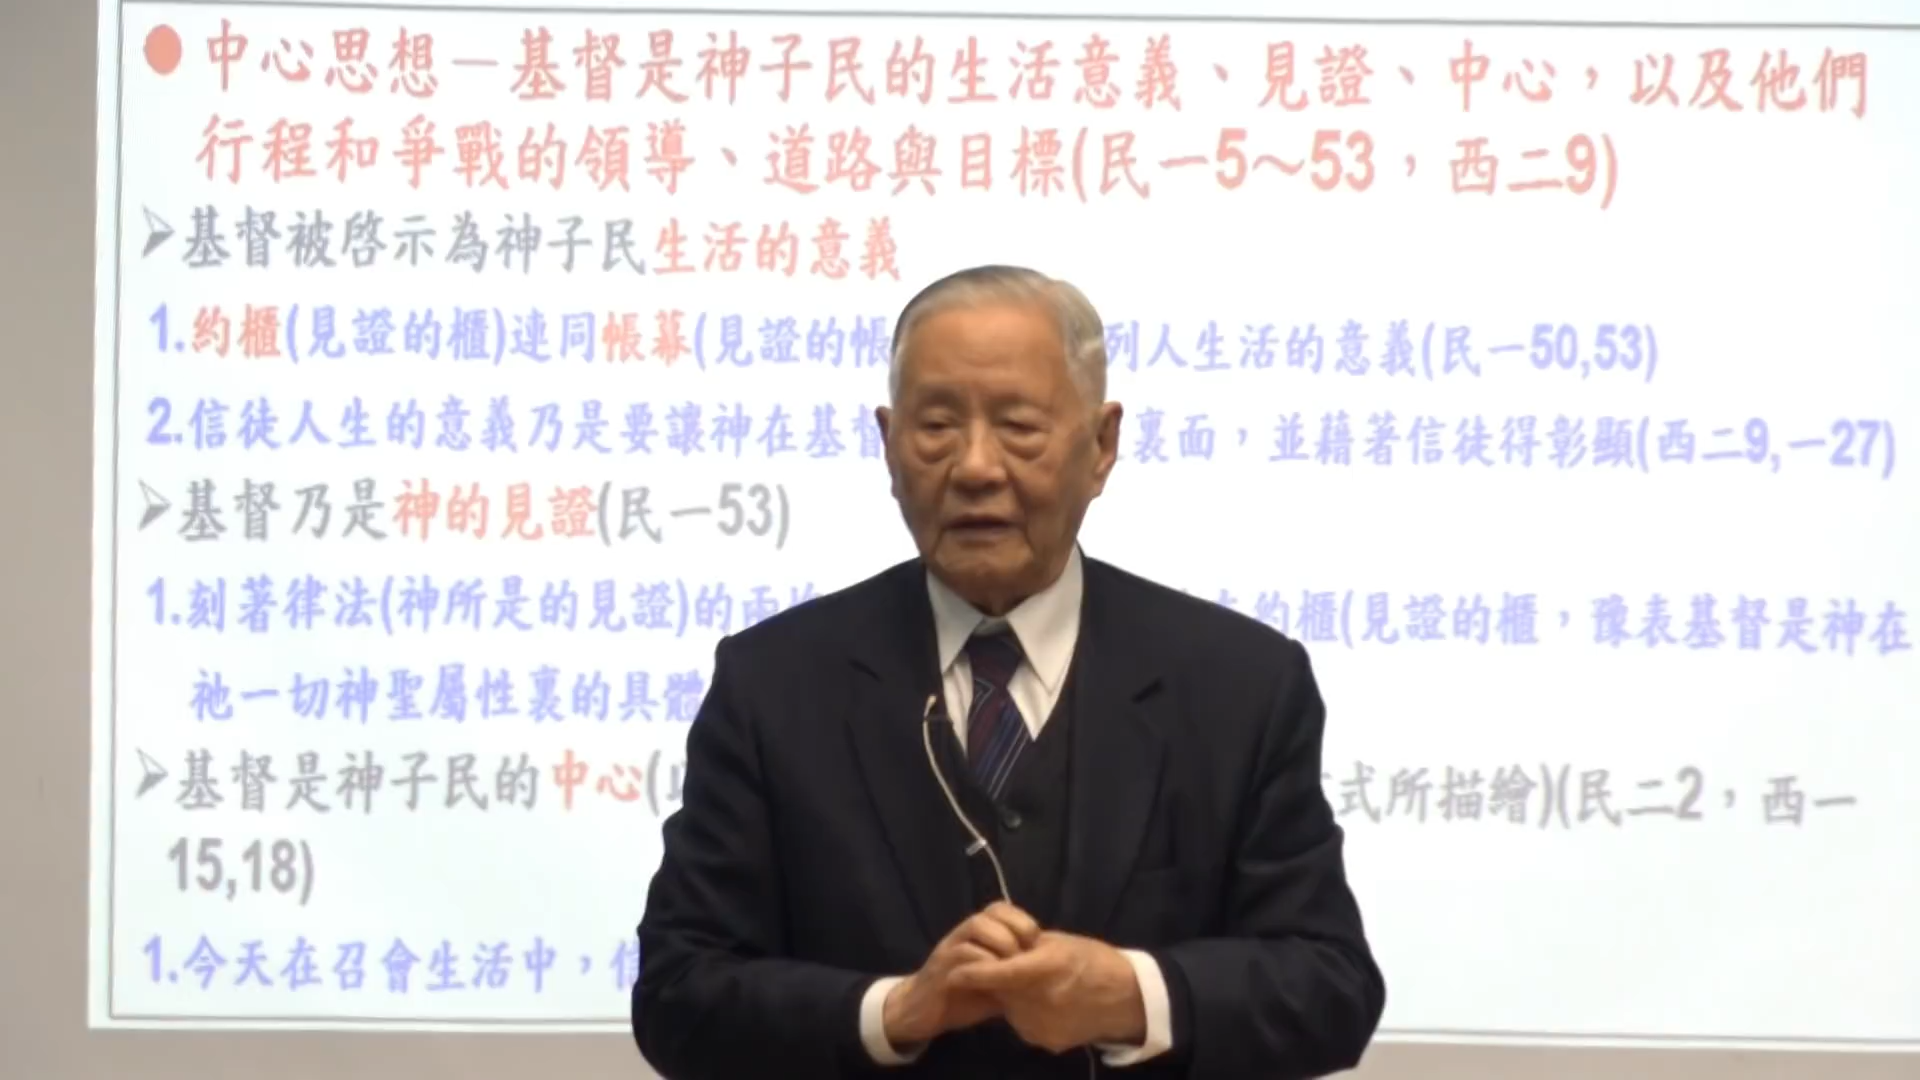 ●中心思想－基督是神子民的生活意義、見證、中心，以及他們
行程和爭戰的領導、道路與目標(民一5～53，西二9)
➢基督被啓示為神子民生活的意義
1.約櫃(見證的櫃)連同帳幕(見證的帳 列人生活的意義(民一50,53)
2.信徒人生的意義乃是要讓神在基督 裏面，並藉著信徒得彰顯(西二9,一27)
➢基督乃是神的見證(民一53)
1.刻著律法(神所是的見證)的兩 約櫃(見證的櫃，豫表基督是神在
祂一切神聖屬性裏的具體
➢基督是神子民的中心( 式所描繪)(民二2，西一
15,18)
1.今天在召會生活中，信